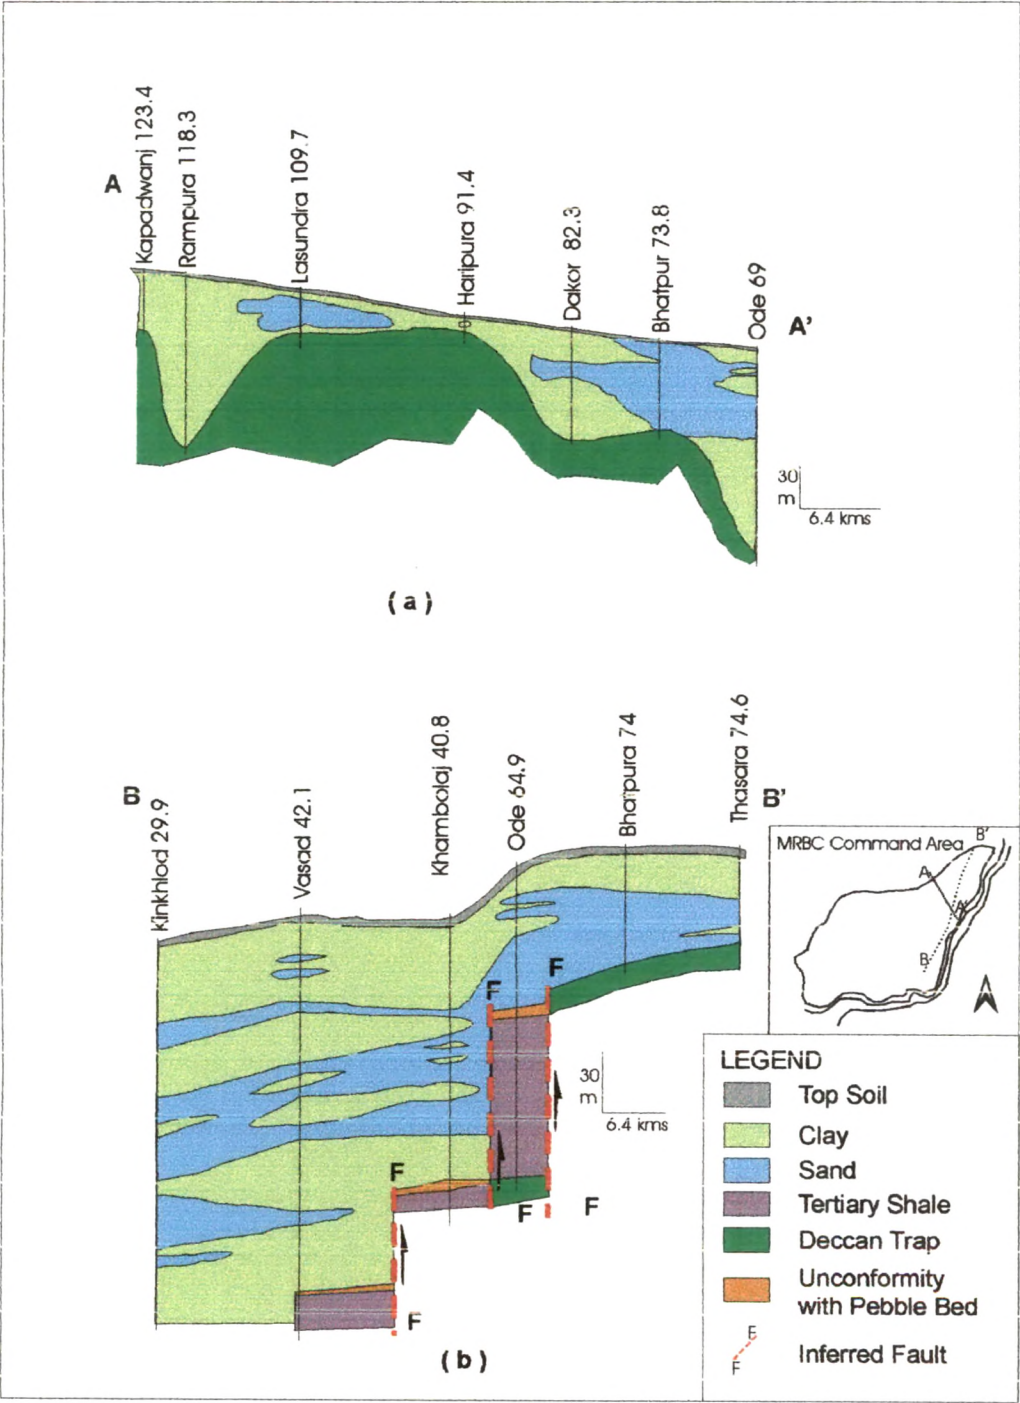 A
Kapadwanj 123.4
Rampura 118.3
Lasundra 109.7
Haripura 91.4
Dakor 82.3
Bhatpur 73.8
Ode 69
A'
30
m
6.4 kms
( a )
B
Kinkhlod 29.9
Vasad 42.1
Khambolaj 40.8
Ode 64.9
Bhatpura 74
Thasara 74.6
B'
F
F
30
m
6.4 kms
F
F
F
F
( b )
MRBC Command Area
B'
A
A'
B
LEGEND
Top Soil
Clay
Sand
Tertiary Shale
Deccan Trap
Unconformity
with Pebble Bed
F
F
Inferred Fault